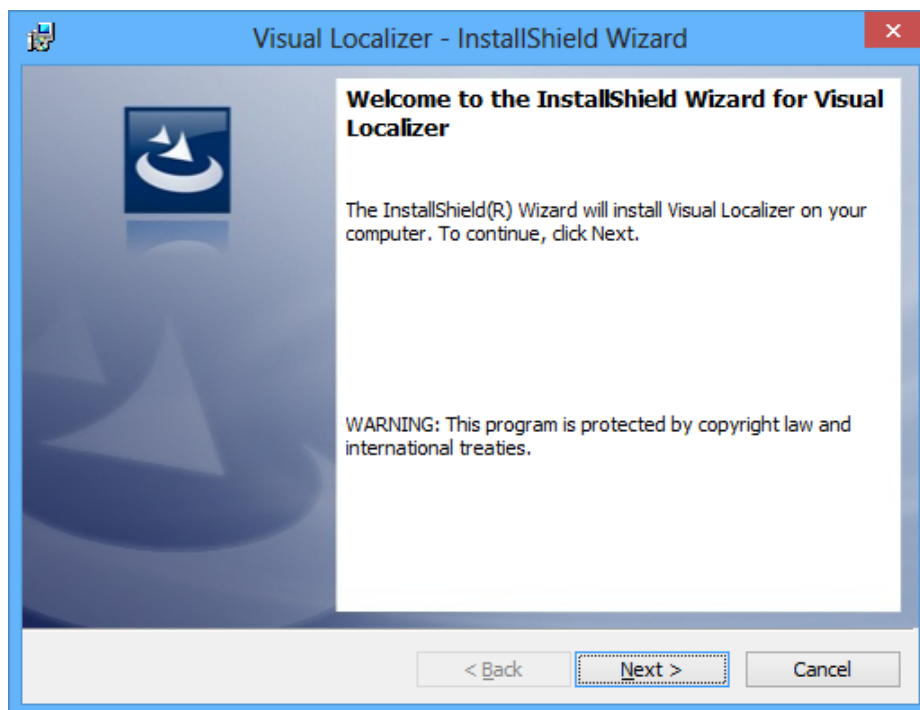 Visual Localizer - InstallShield Wizard
Welcome to the InstallShield Wizard for Visual
Localizer
The InstallShield(R) Wizard will install Visual Localizer on your
computer. To continue, click Next.
WARNING: This program is protected by copyright law and
international treaties.
< Back
Next >
Cancel